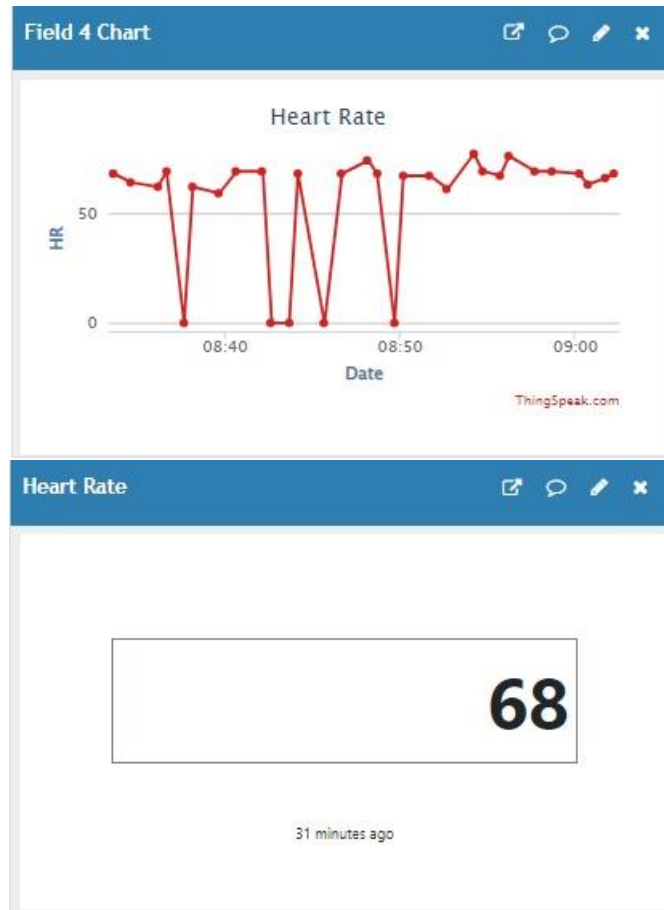 Field 4 Chart
Heart Rate
HR
50
0
08:40 08:50 09:00
Date
ThingSpeak.com
Heart Rate
68
31 minutes ago